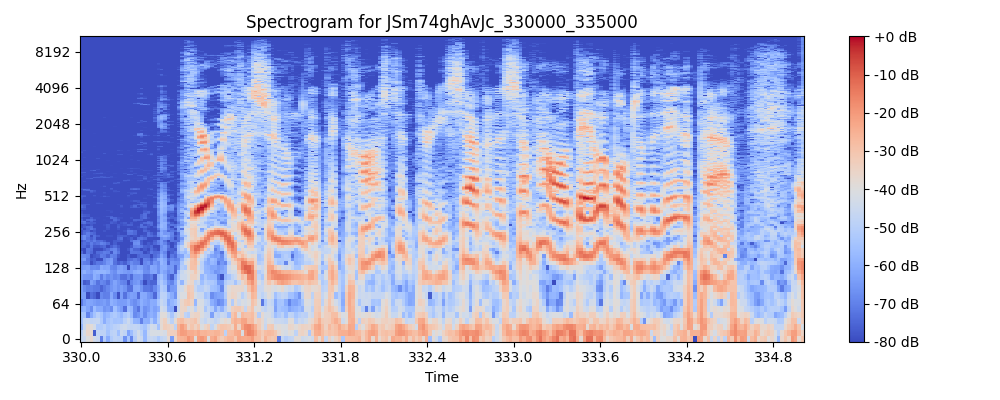 Spectrogram for JSm74ghAvJc_330000_335000
Hz
8192
4096
2048
1024
512
256
128
64
0
330.0 330.6 331.2 331.8 332.4 333.0 333.6 334.2 334.8
Time
+0 dB
-10 dB
-20 dB
-30 dB
-40 dB
-50 dB
-60 dB
-70 dB
-80 dB